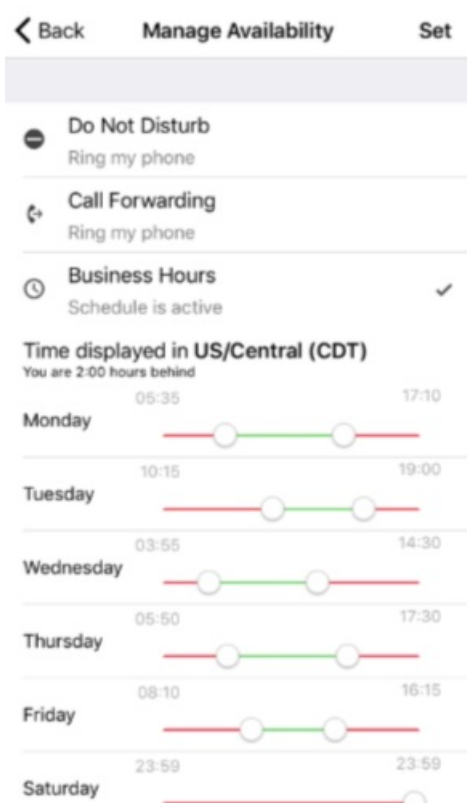 Back Manage Availability Set
Do Not Disturb
Ring my phone
Call Forwarding
Ring my phone
Business Hours
Schedule is active
Time displayed in US/Central (CDT)
You are 2:00 hours behind
05:35 17:10
Monday
10:15 19:00
Tuesday
03:55 14:30
Wednesday
05:50 17:30
Thursday
08:10 16:15
Friday
23:59 23:59
Saturday